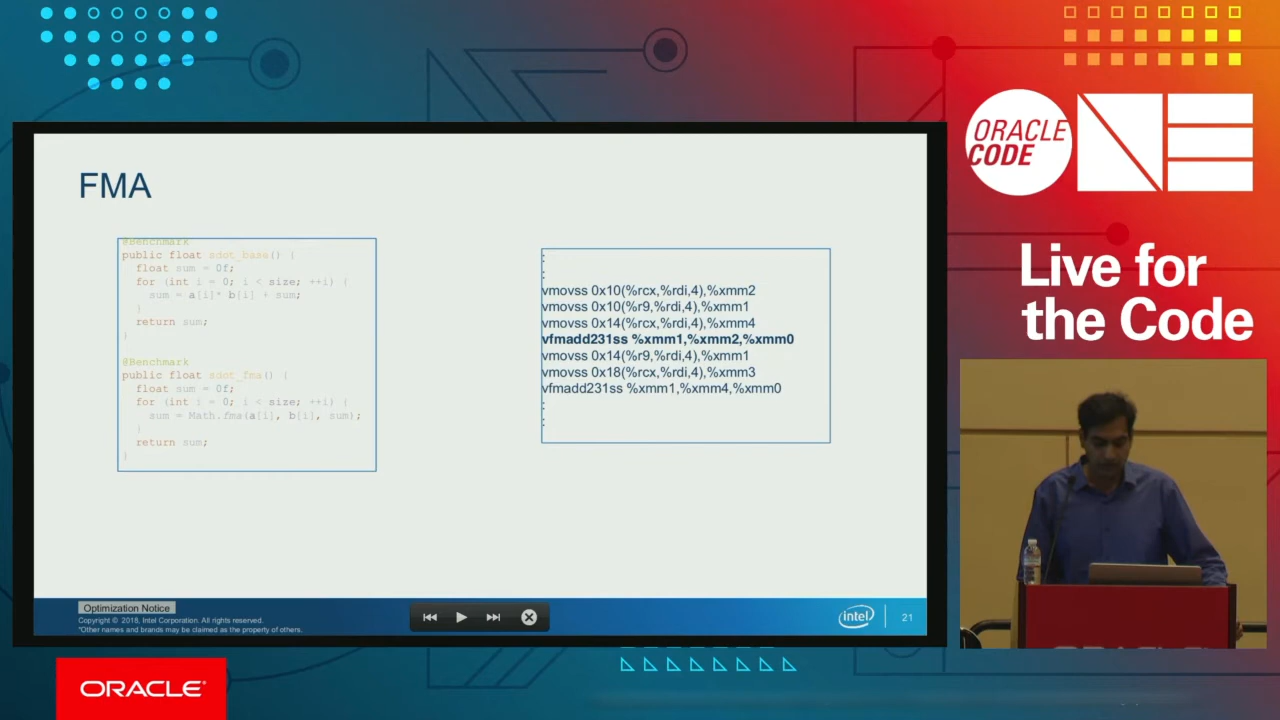 ORACLE
CODE
ONE
Live for
the Code
FMA
@Benchmark
public float sdot_base() {
float sum = 0f;
for (int i = 0; i < size; ++i) {
sum = a[i]* b[i] + sum;
}
return sum;
}
@Benchmark
public float sdot_fma() {
float sum = 0f;
for (int i = 0; i < size; ++i) {
sum = Math.fma(a[i], b[i], sum);
}
return sum;
}
:
:
vmovss 0x10(%rcx,%rdi,4),%xmm2
vmovss 0x10(%r9,%rdi,4),%xmm1
vmovss 0x14(%rcx,%rdi,4),%xmm4
vfmadd231ss %xmm1,%xmm2,%xmm0
vmovss 0x14(%r9,%rdi,4),%xmm1
vmovss 0x18(%rcx,%rdi,4),%xmm3
vfmadd231ss %xmm1,%xmm4,%xmm0
:
:
Optimization Notice
Copyright © 2018, Intel Corporation. All rights reserved.
*Other names and brands may be claimed as the property of others.
intel
21
ORACLE®